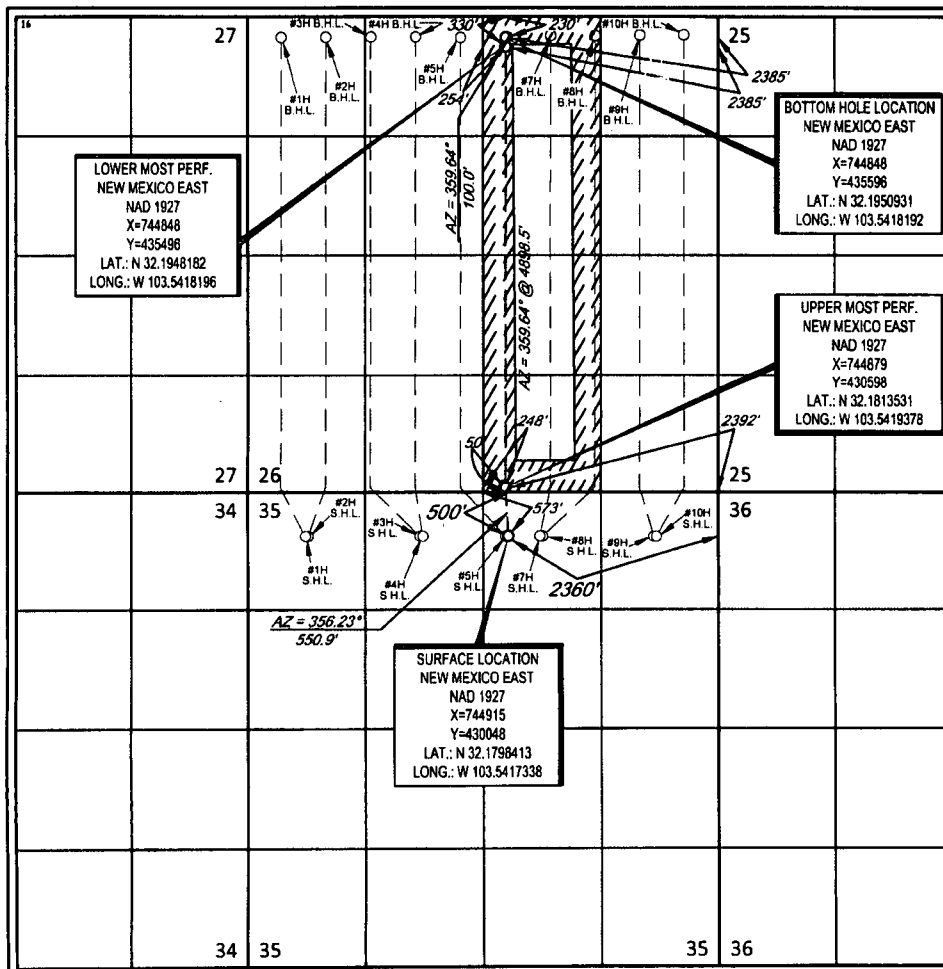 16
27
25
#3H B.H.L.
#4H B.H.L.
330'
230'
#10H B.H.L.
#1H
B.H.L.
#2H
B.H.L.
#5H
B.H.L.
#7H
B.H.L.
#8H
B.H.L.
#9H
B.H.L.
254'
2385'
2385'
BOTTOM HOLE LOCATION
NEW MEXICO EAST
NAD 1927
X=744848
Y=435596
LAT.: N 32.1950931
LONG.: W 103.5418192
LOWER MOST PERF.
NEW MEXICO EAST
NAD 1927
X=744848
Y=435496
LAT.: N 32.1948182
LONG.: W 103.5418196
AZ = 359.64°
100.0'
AZ = 359.64° @ 4898.5'
UPPER MOST PERF.
NEW MEXICO EAST
NAD 1927
X=744879
Y=430598
LAT.: N 32.1813531
LONG.: W 103.5419378
50'
248'
2392'
27 26
25
34 35
36
#1H
S.H.L.
#2H
S.H.L.
#3H
S.H.L.
#4H
S.H.L.
500'
573'
#5H
S.H.L.
#7H
S.H.L.
#8H
S.H.L.
#9H
S.H.L.
#10H
S.H.L.
2360'
AZ = 356.23°
550.9'
SURFACE LOCATION
NEW MEXICO EAST
NAD 1927
X=744915
Y=430048
LAT.: N 32.1798413
LONG.: W 103.5417338
34 35
35 36